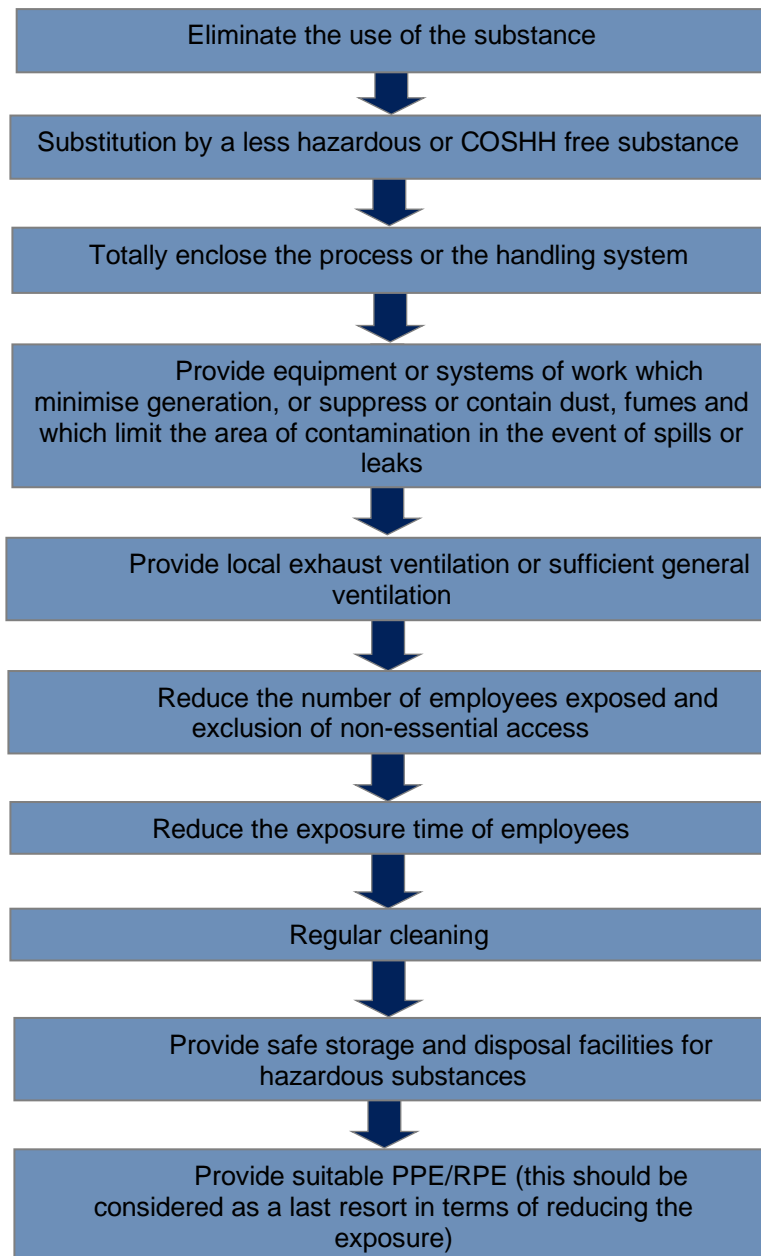 Eliminate the use of the substance
Substitution by a less hazardous or COSHH free substance
Totally enclose the process or the handling system
Provide equipment or systems of work which
minimise generation, or suppress or contain dust, fumes and
which limit the area of contamination in the event of spills or
leaks
Provide local exhaust ventilation or sufficient general
ventilation
Reduce the number of employees exposed and
exclusion of non-essential access
Reduce the exposure time of employees
Regular cleaning
Provide safe storage and disposal facilities for
hazardous substances
Provide suitable PPE/RPE (this should be
considered as a last resort in terms of reducing the
exposure)